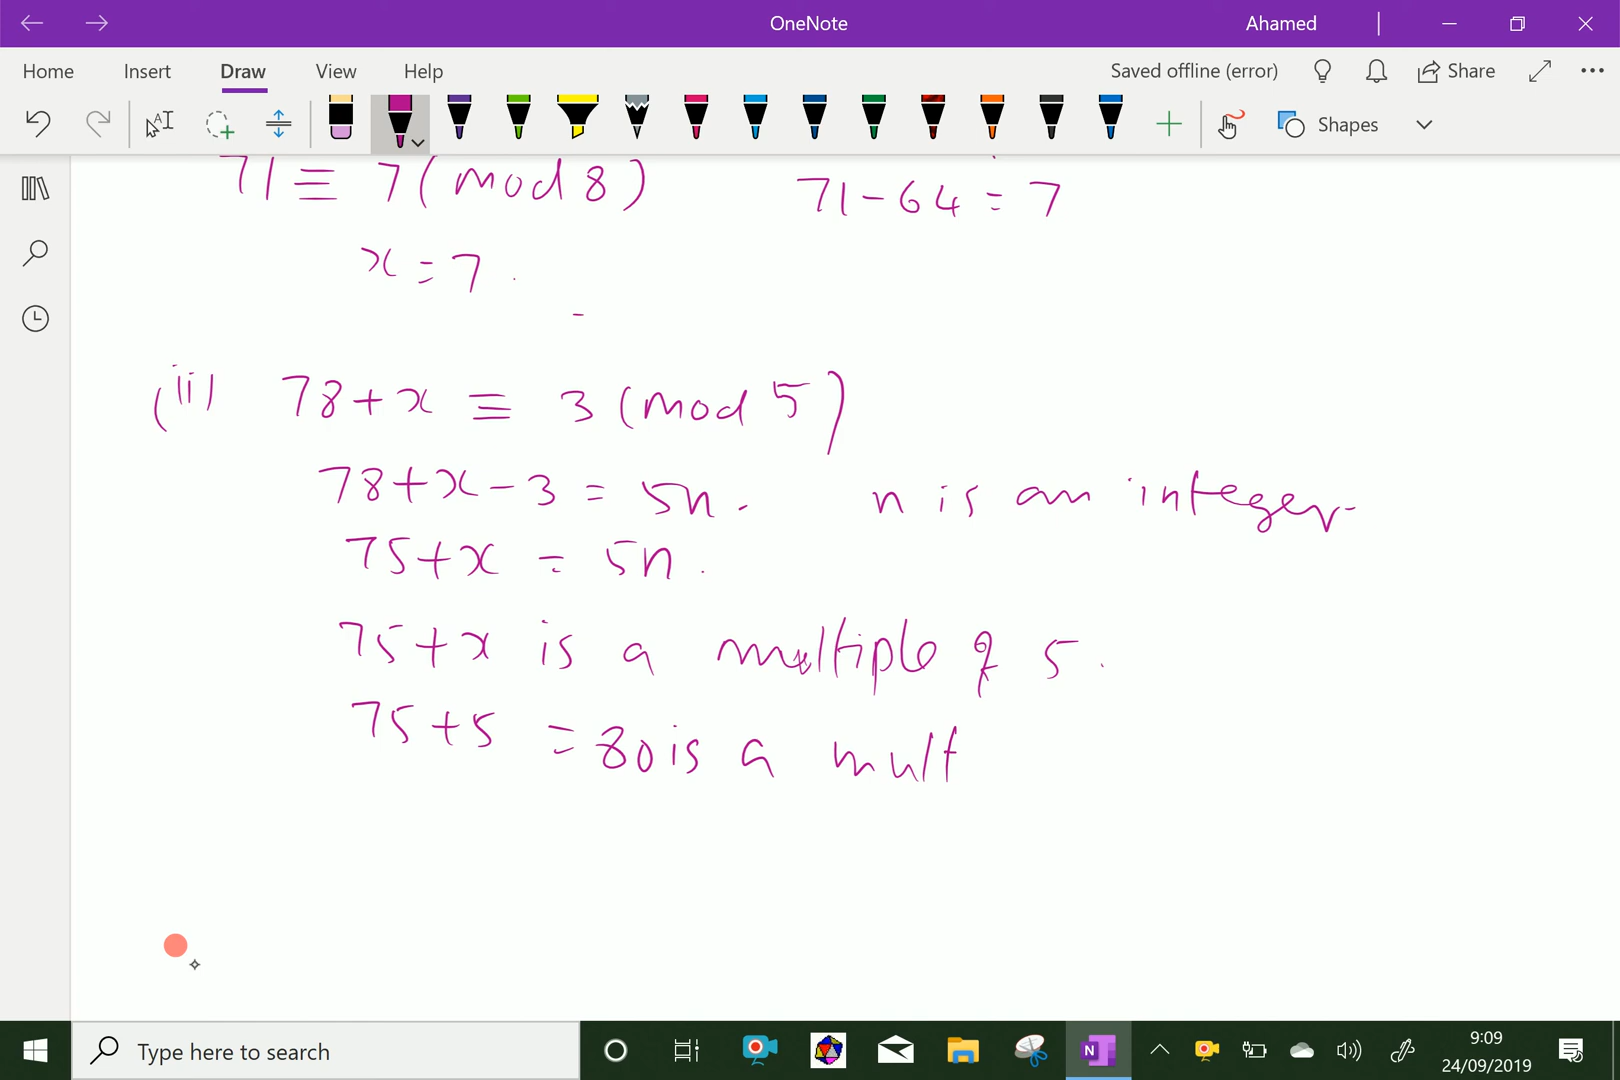 OneNote
Ahamed
Home Insert Draw View Help
Saved offline (error) Share
Shapes
71 ≡ 7 (mod 8) 71 - 64 = 7
x = 7.
(ii) 78 + x ≡ 3 (mod 5)
78 + x - 3 = 5n. n is an integer.
75 + x = 5n.
75 + x is a multiple of 5.
75 + 5 = 80 is a mult
Type here to search
9:09
24/09/2019